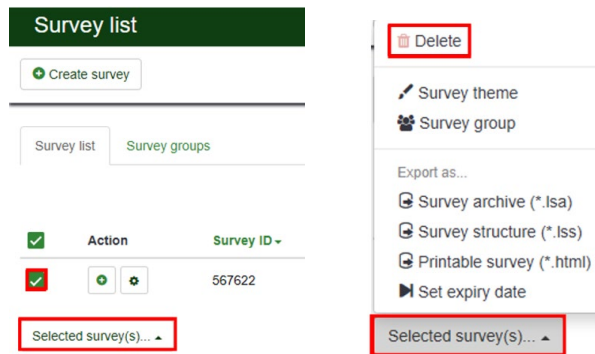 Survey list
Create survey
Survey list Survey groups
Action Survey ID
567622
Selected survey(s)...
Delete
Survey theme
Survey group
Export as...
Survey archive (*.lsa)
Survey structure (*.lss)
Printable survey (*.html)
Set expiry date
Selected survey(s)...